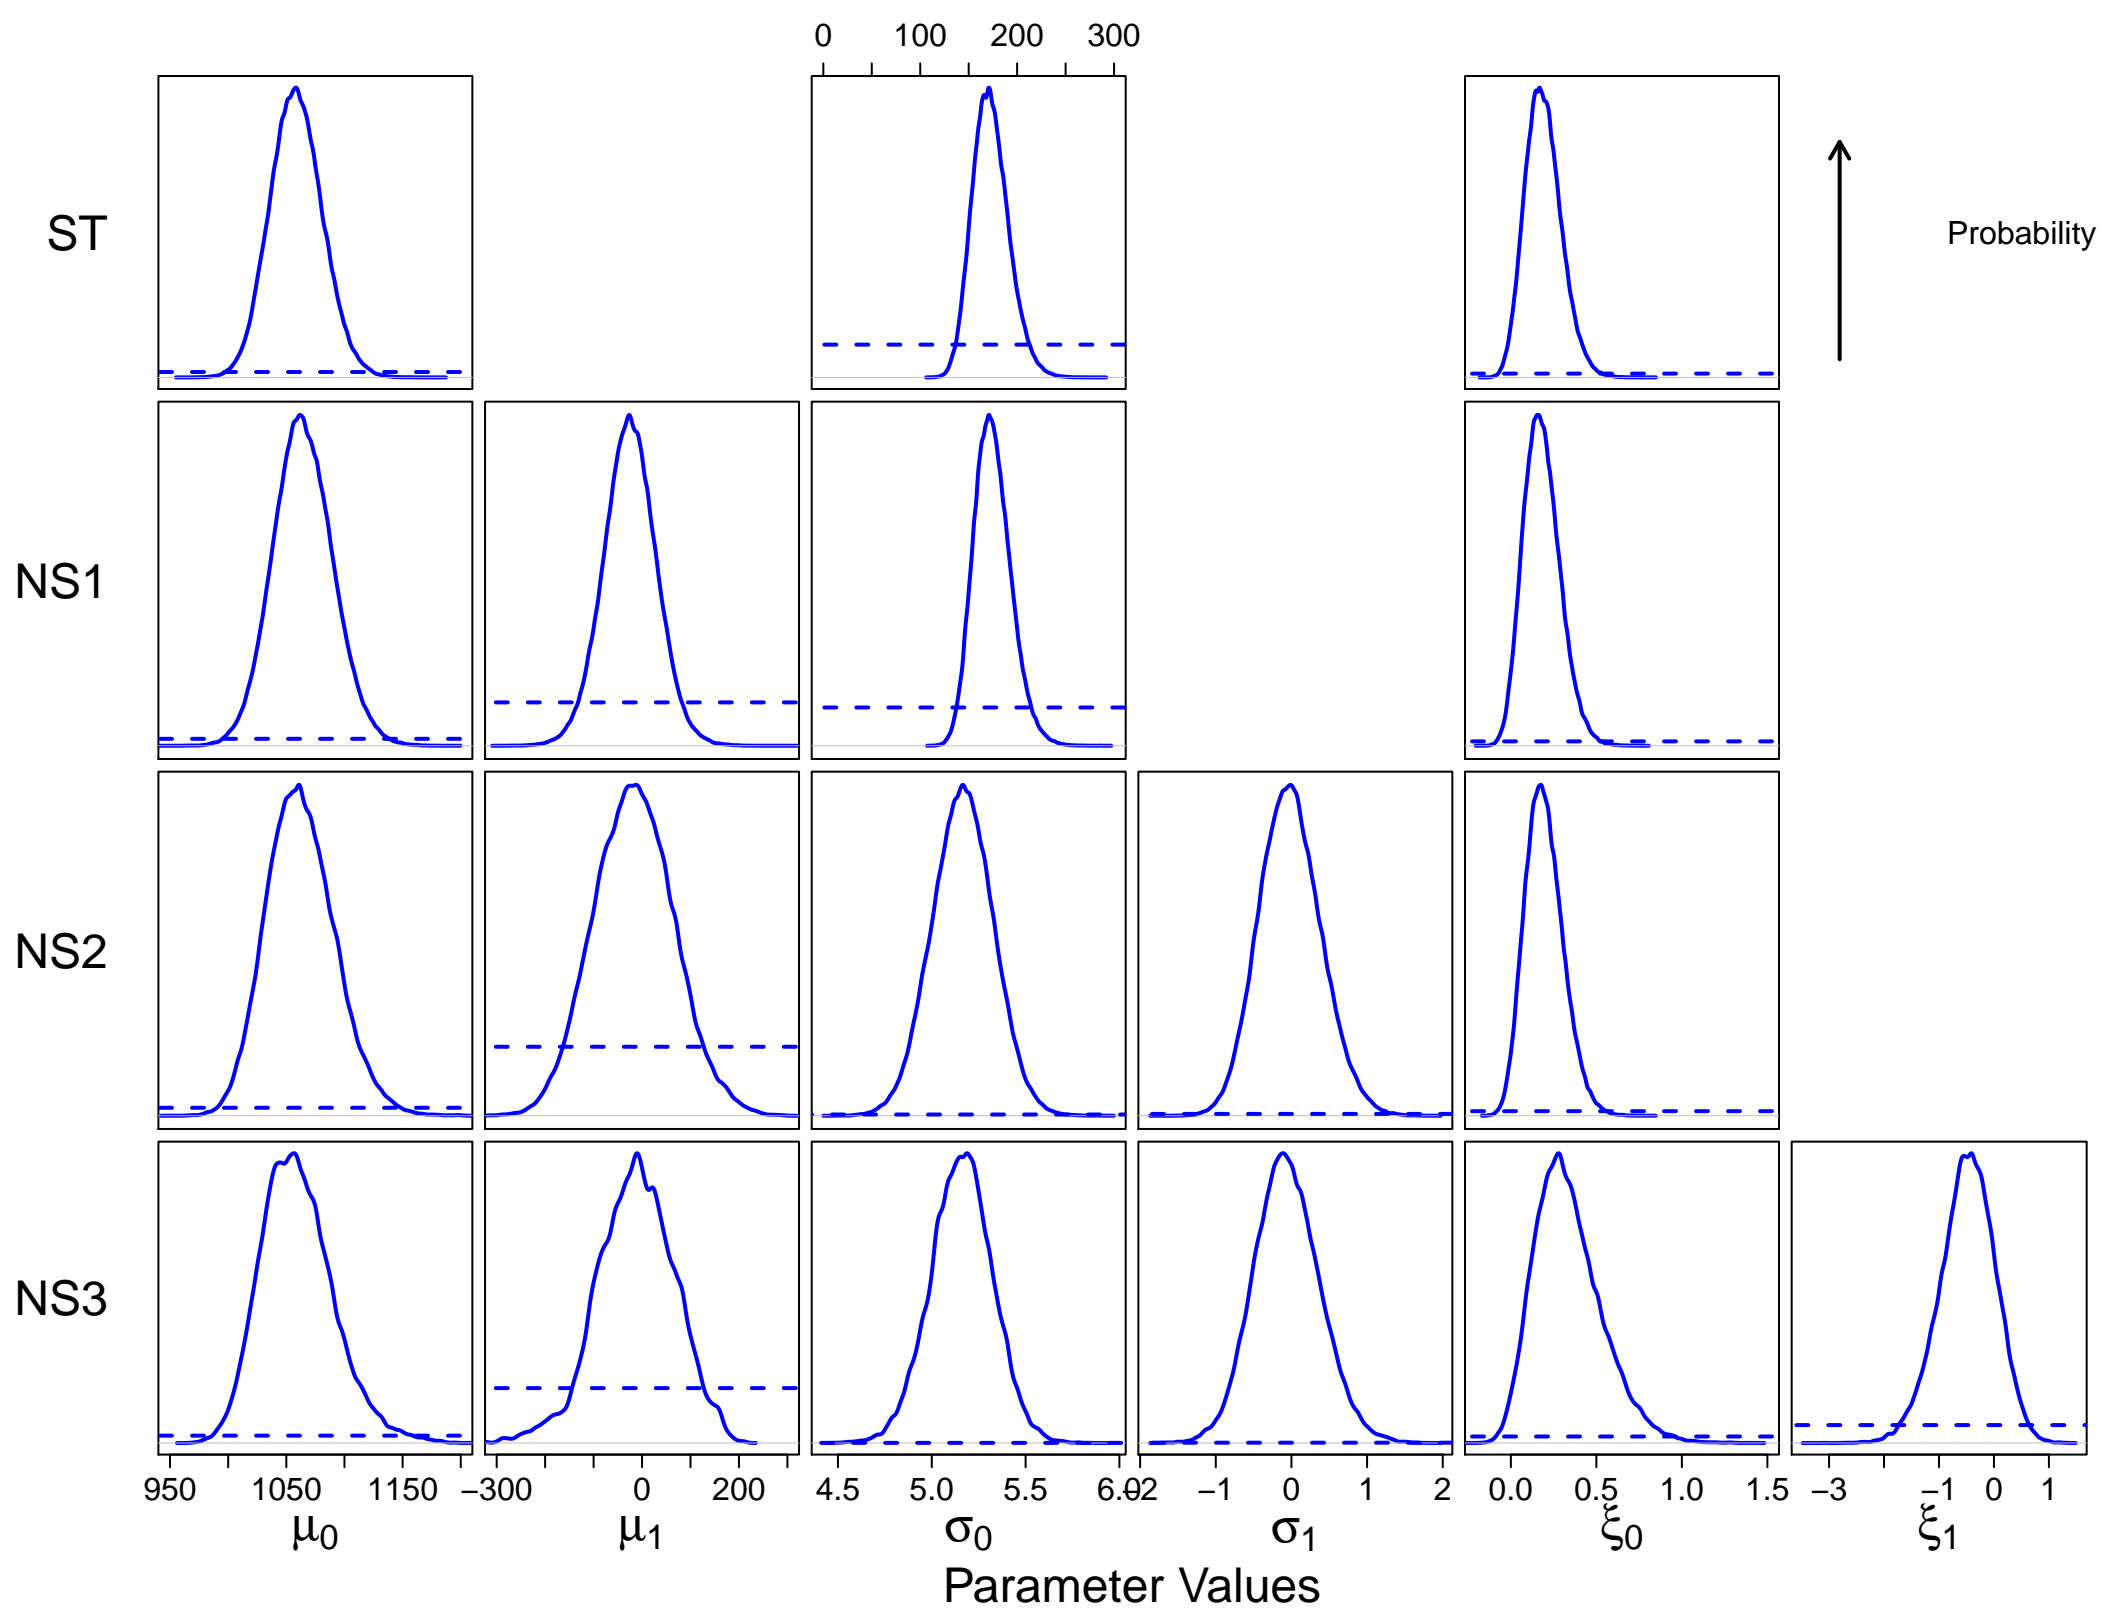 0 100 200 300
ST
Probability
NS1
NS2
NS3
950 1050 1150 −300 0 200 4.5 5.0 5.5 6.0 −2 −1 0 1 2 0.0 0.5 1.0 1.5 −3 −1 0 1
μ0 μ1 σ0 σ1 ξ0 ξ1
Parameter Values